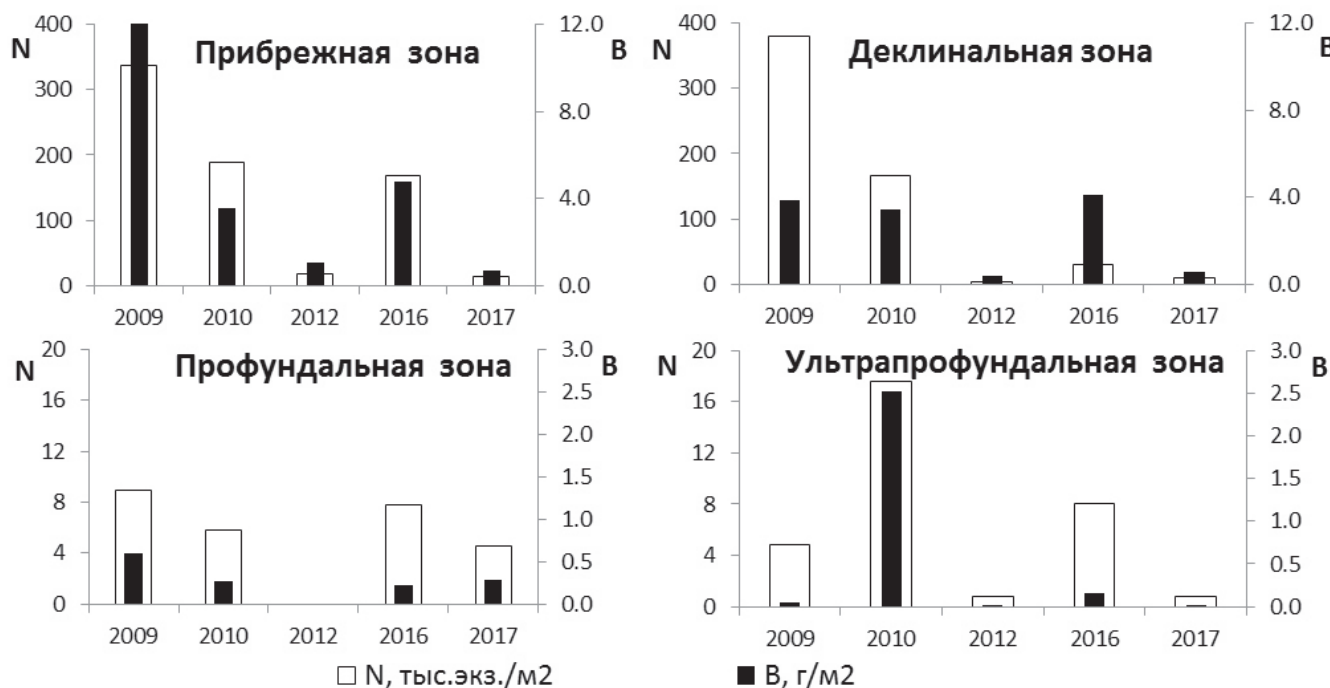 Прибрежная зона
N
B
400
300
200
100
0
12.0
8.0
4.0
0.0
2009 2010 2012 2016 2017
Деклинальная зона
N
B
400
300
200
100
0
12.0
8.0
4.0
0.0
2009 2010 2012 2016 2017
Профундальная зона
N
B
20
16
12
8
4
0
3.0
2.5
2.0
1.5
1.0
0.5
0.0
2009 2010 2012 2016 2017
Ультрапрофундальная зона
N
B
20
16
12
8
4
0
3.0
2.5
2.0
1.5
1.0
0.5
0.0
2009 2010 2012 2016 2017
N, тыс.экз./м2
B, г/м2